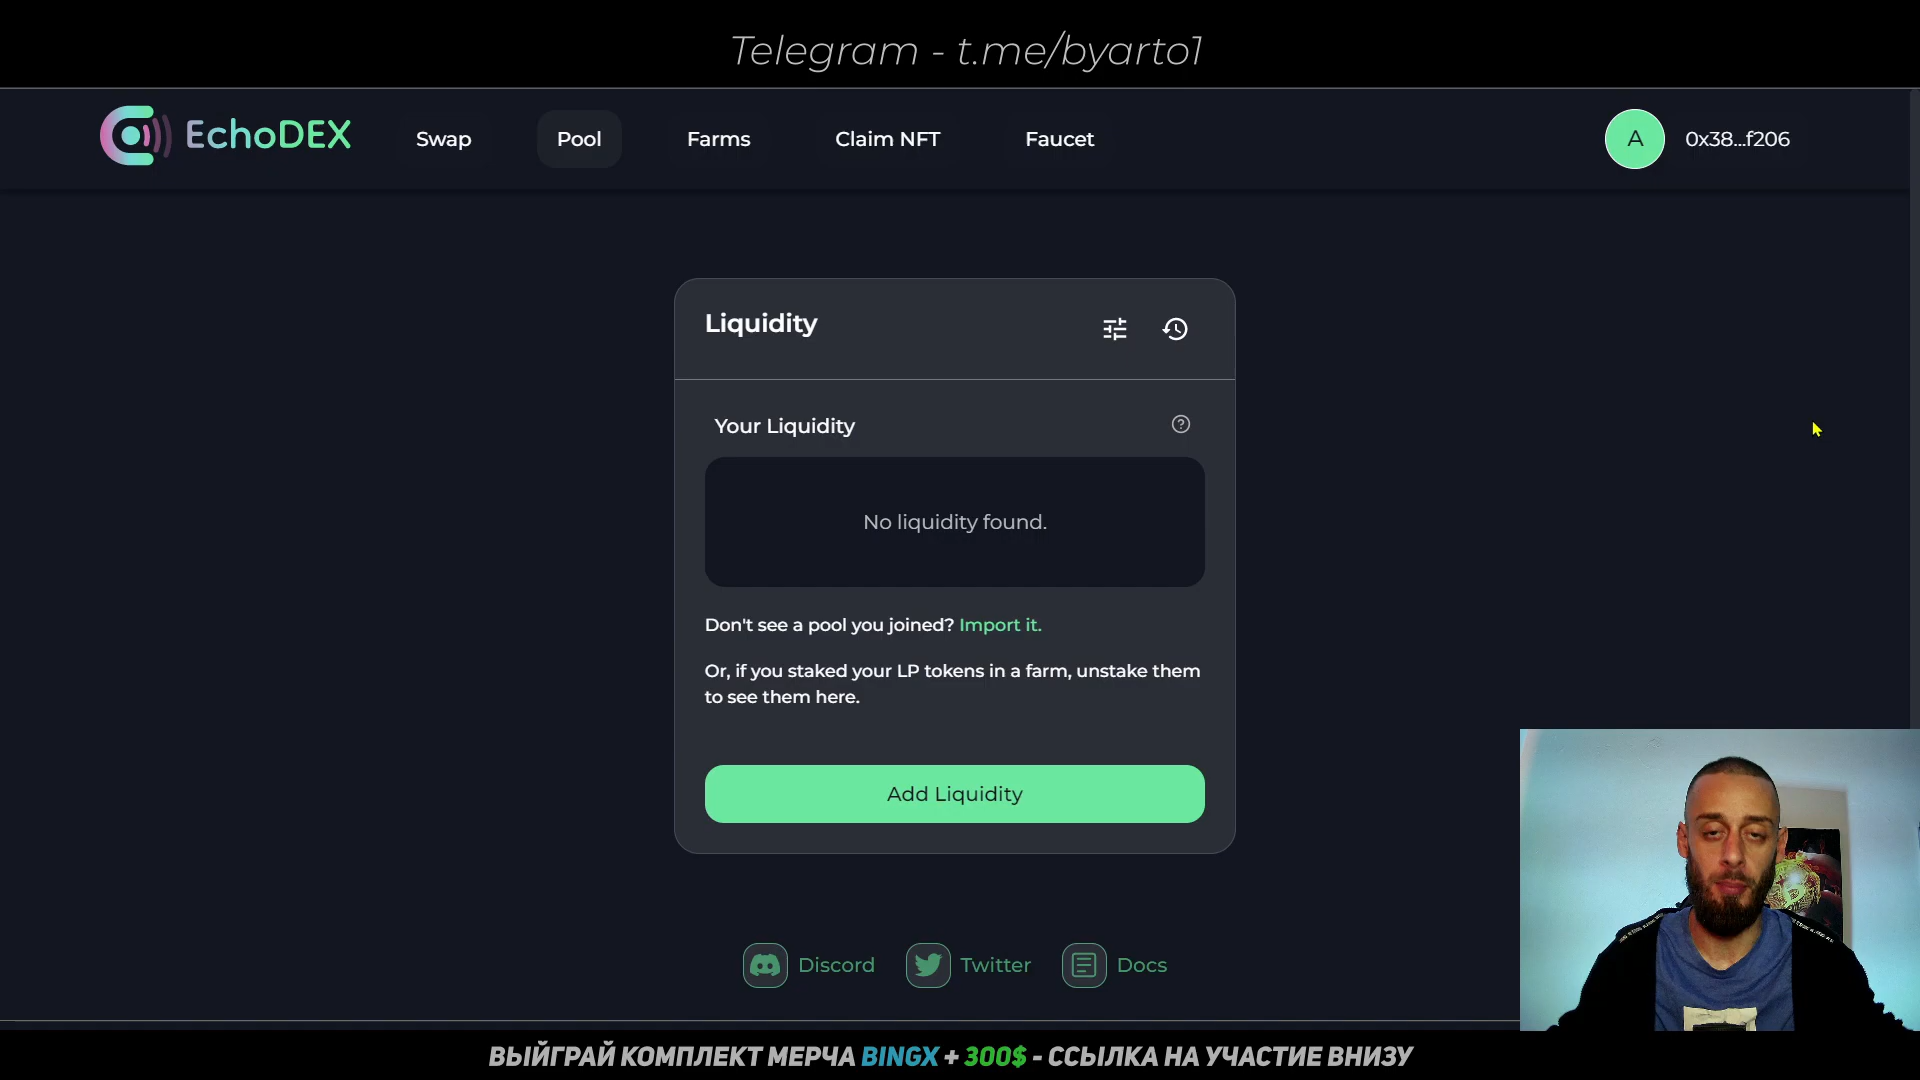 Telegram - t.me/byarto1
EchoDEX
Swap
Pool
Farms
Claim NFT
Faucet
A
0x38...f206
Liquidity
Your Liquidity
?
No liquidity found.
Don't see a pool you joined? Import it.
Or, if you staked your LP tokens in a farm, unstake them
to see them here.
Add Liquidity
Discord
Twitter
Docs
ВЫЙГРАЙ КОМПЛЕКТ МЕРЧА BINGX + 300$ - ССЫЛКА НА УЧАСТИЕ ВНИЗУ